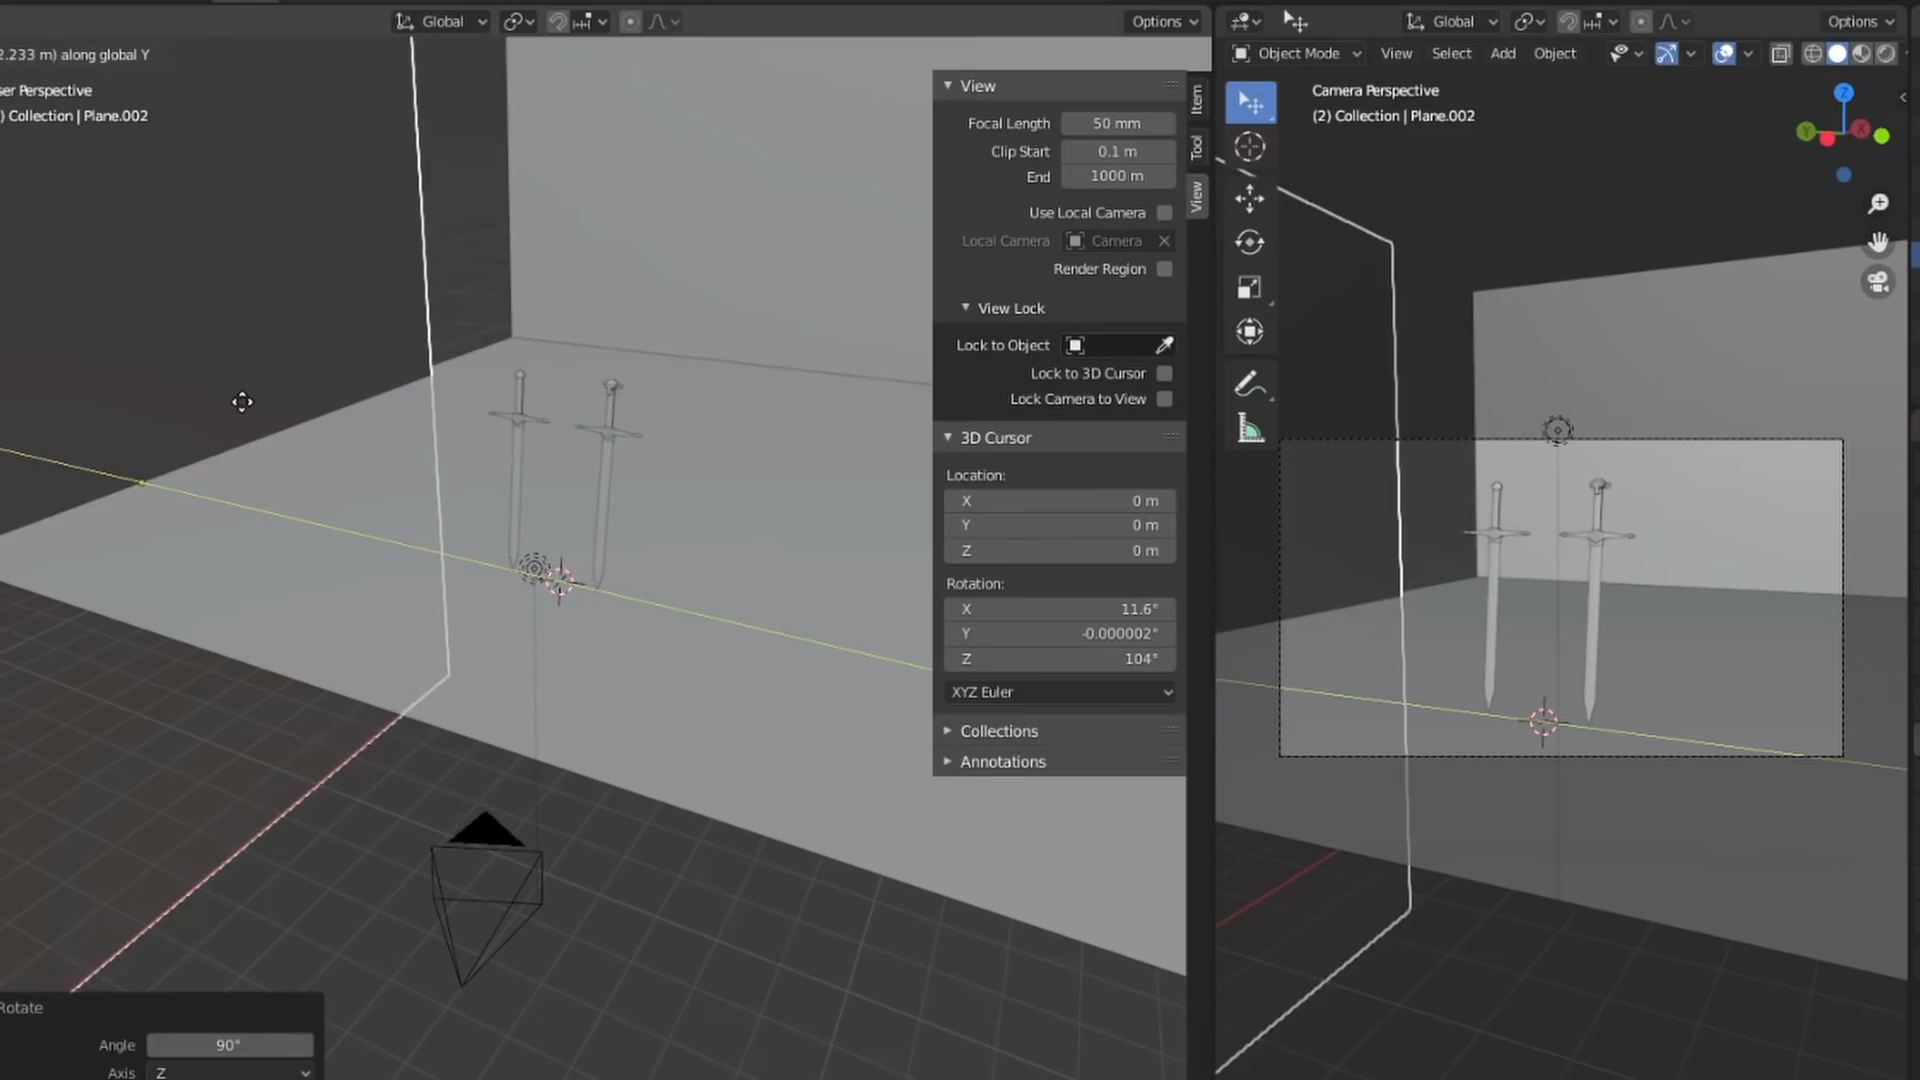 Global
Options
2.233 m) along global Y
ser Perspective
) Collection | Plane.002
View
Focal Length 50 mm
Clip Start 0.1 m
End 1000 m
Use Local Camera
Local Camera Camera
Render Region
View Lock
Lock to Object
Lock to 3D Cursor
Lock Camera to View
3D Cursor
Location:
X 0 m
Y 0 m
Z 0 m
Rotation:
X 11.6°
Y -0.000002°
Z 104°
XYZ Euler
Collections
Annotations
Item
Tool
View
Rotate
Angle 90°
Axis Z
Global
Options
Object Mode View Select Add Object
Camera Perspective
(2) Collection | Plane.002
Z
Y
X